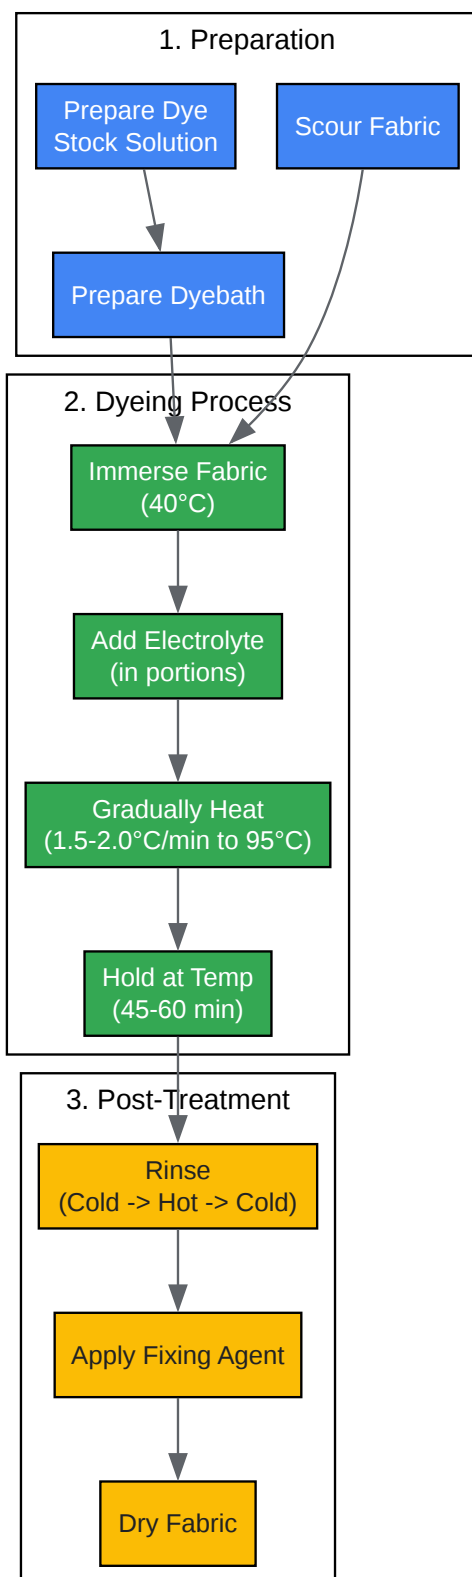 1. Preparation
Prepare Dye
Stock Solution
Scour Fabric
Prepare Dyebath
2. Dyeing Process
Immerse Fabric
(40°C)
Add Electrolyte
(in portions)
Gradually Heat
(1.5-2.0°C/min to 95°C)
Hold at Temp
(45-60 min)
3. Post-Treatment
Rinse
(Cold -> Hot -> Cold)
Apply Fixing Agent
Dry Fabric